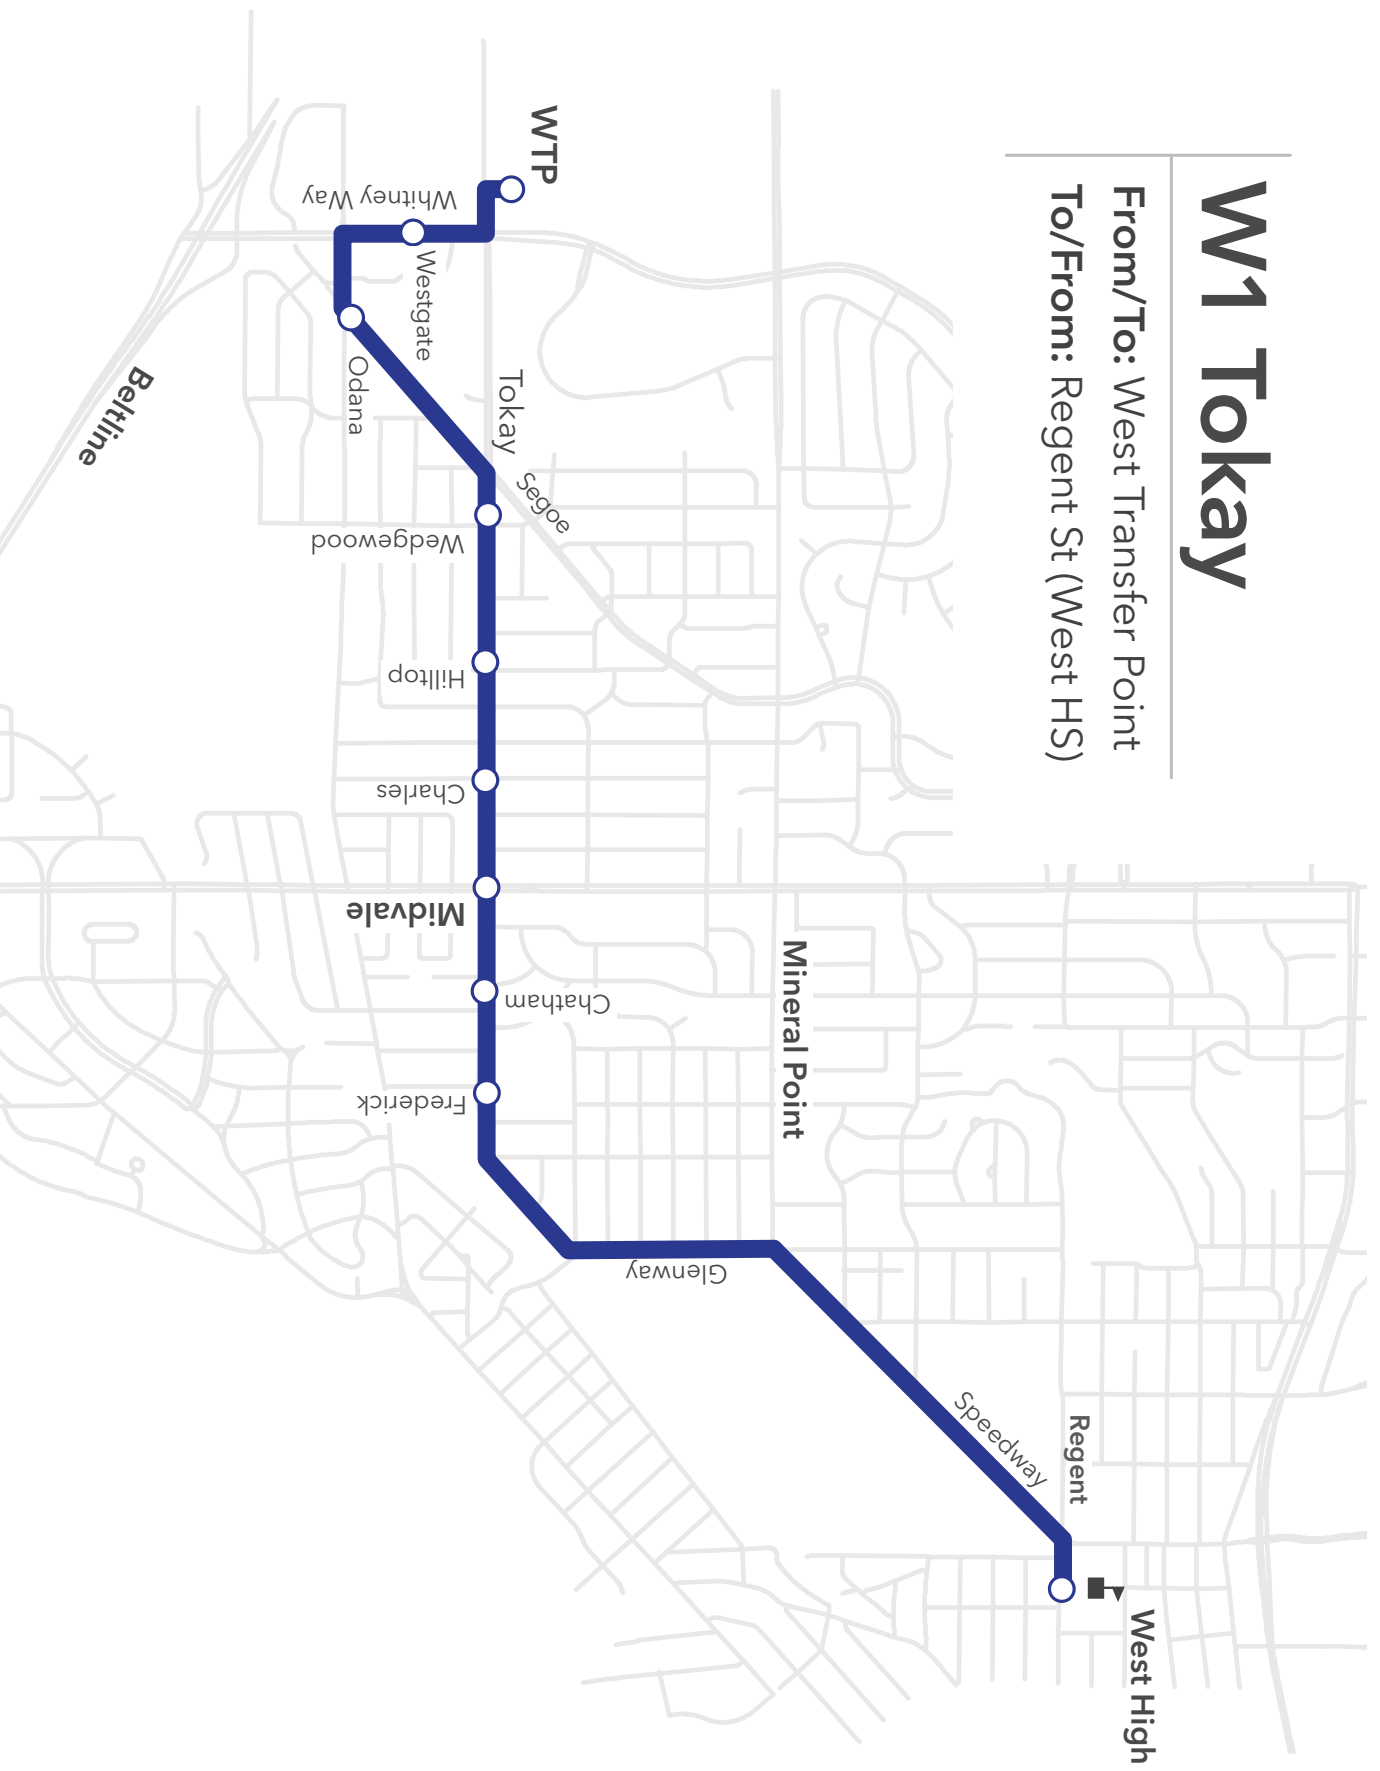 W1 Tokay
From/To: West Transfer Point
To/From: Regent St (West HS)
West High
Regent
Speedway
Mineral Point
Glenway
WTP
Tokay
Segoe
Whitney Way
Westgate
Odana
Wedgewood
Hilltop
Charles
Midvale
Chatham
Frederick
Beltline